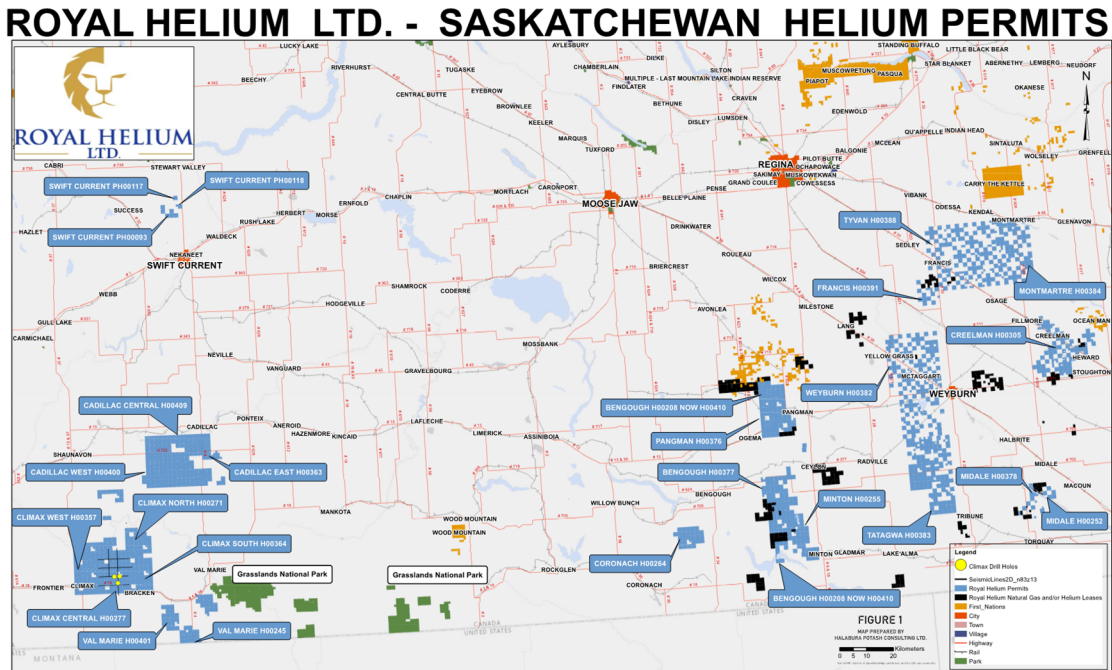 ROYAL HELIUM LTD. - SASKATCHEWAN HELIUM PERMITS
ROYAL HELIUM
LTD.
LUCKY LAKE
BEECHY
RIVERHURST
TUGASKE
EYEBROW
CENTRAL BUTTE
BROWNLEE
KEELER
MARQUIS
TUXFORD
AYLESBURY
CHAMBERLAIN
DILKE
FINDLATER
SILTON
MULTIPLE - LAST MOUNTAIN LAKE INDIAN RESERVE
BETHUNE
CRAVEN
DISLEY
LUMSDEN
STANDING BUFFALO
LITTLE BLACK BEAR
STAR BLANKET
ABERNETHY
LEMBERG
NEUDORF
MUSCOWPETUNG
PIAPOT
PASQUA
OKANESE
N
EDENWOLD
QU'APPELLE
INDIAN HEAD
MCLEAN
BALGONIE
SINTALUTA
WOLSELEY
GRENFELL
CABRI
STEWART VALLEY
SWIFT CURRENT PH00117
SWIFT CURRENT PH00118
SUCCESS
SWIFT CURRENT PH00093
HAZLET
WALDECK
RUSH LAKE
HERBERT
MORSE
ERNFOLD
CHAPLIN
MORTLACH
CARONPORT
MOOSE JAW
BELLE PLAINE
PENSE
REGINA
PILOT BUTTE
OCHAPOWACE
SAKIMAY
MUSKOWEKWAN
GRAND COULEE
COWESSESS
CARRY THE KETTLE
VIBANK
ODESSA
KENDAL
MONTMARTRE
GLENAVON
NEKANEET
SWIFT CURRENT
DRINKWATER
ROULEAU
BRIERCREST
WILCOX
MILESTONE
TYVAN H00388
SEDLEY
FRANCIS
FRANCIS H00391
MONTMARTRE H00384
WEBB
GULL LAKE
CARMICHAEL
SHAMROCK
CODERRE
HODGEVILLE
AVONLEA
LANG
OSAGE
FILLMORE
OCEAN MAN
CREELMAN H00305
CREELMAN
HEWARD
STOUGHTON
NEVILLE
VANGUARD
GRAVELBOURG
MOSSBANK
YELLOW GRASS
MCTAGGART
WEYBURN H00382
WEYBURN
CADILLAC CENTRAL H00409
BENGOUGH H00208 NOW H00410
PANGMAN
PANGMAN H00376
OGEMA
CADILLAC
PONTEIX
ANEROID
HAZENMORE
KINCAID
LAFLECHE
LIMERICK
ASSINIBOIA
HALBRITE
SHAUNAVON
CADILLAC WEST H00400
CADILLAC EAST H00363
CEYLON
RADVILLE
MIDALE
BENGOUGH H00377
MIDALE H00378
MACOUN
CLIMAX NORTH H00271
CLIMAX WEST H00357
MANKOTA
WOOD MOUNTAIN
WOOD MOUNTAIN
WILLOW BUNCH
BENGOUGH
MINTON H00255
TATAGWA H00383
TRIBUNE
MIDALE H00252
TORQUAY
CLIMAX SOUTH H00364
VAL MARIE
ROCKGLEN
CORONACH H00264
CORONACH
MINTON
GLADMAR
LAKE ALMA
FRONTIER
CLIMAX
BRACKEN
Grasslands National Park
Grasslands National Park
CLIMAX CENTRAL H00277
VAL MARIE H00401
VAL MARIE H00245
BENGOUGH H00208 NOW H00410
CANADA
UNITED STATES
CANADA
UNITED STATES
MONTANA
FIGURE 1
MAP PREPARED BY
HALABURA POTASH CONSULTING LTD.
0 5 10 20
Kilometers
Legend
Climax Drill Holes
SeismicLines2D_n83z13
Royal Helium Permits
Royal Helium Natural Gas and/or Helium Leases
First_Nations
City
Town
Village
Highway
Rail
Park